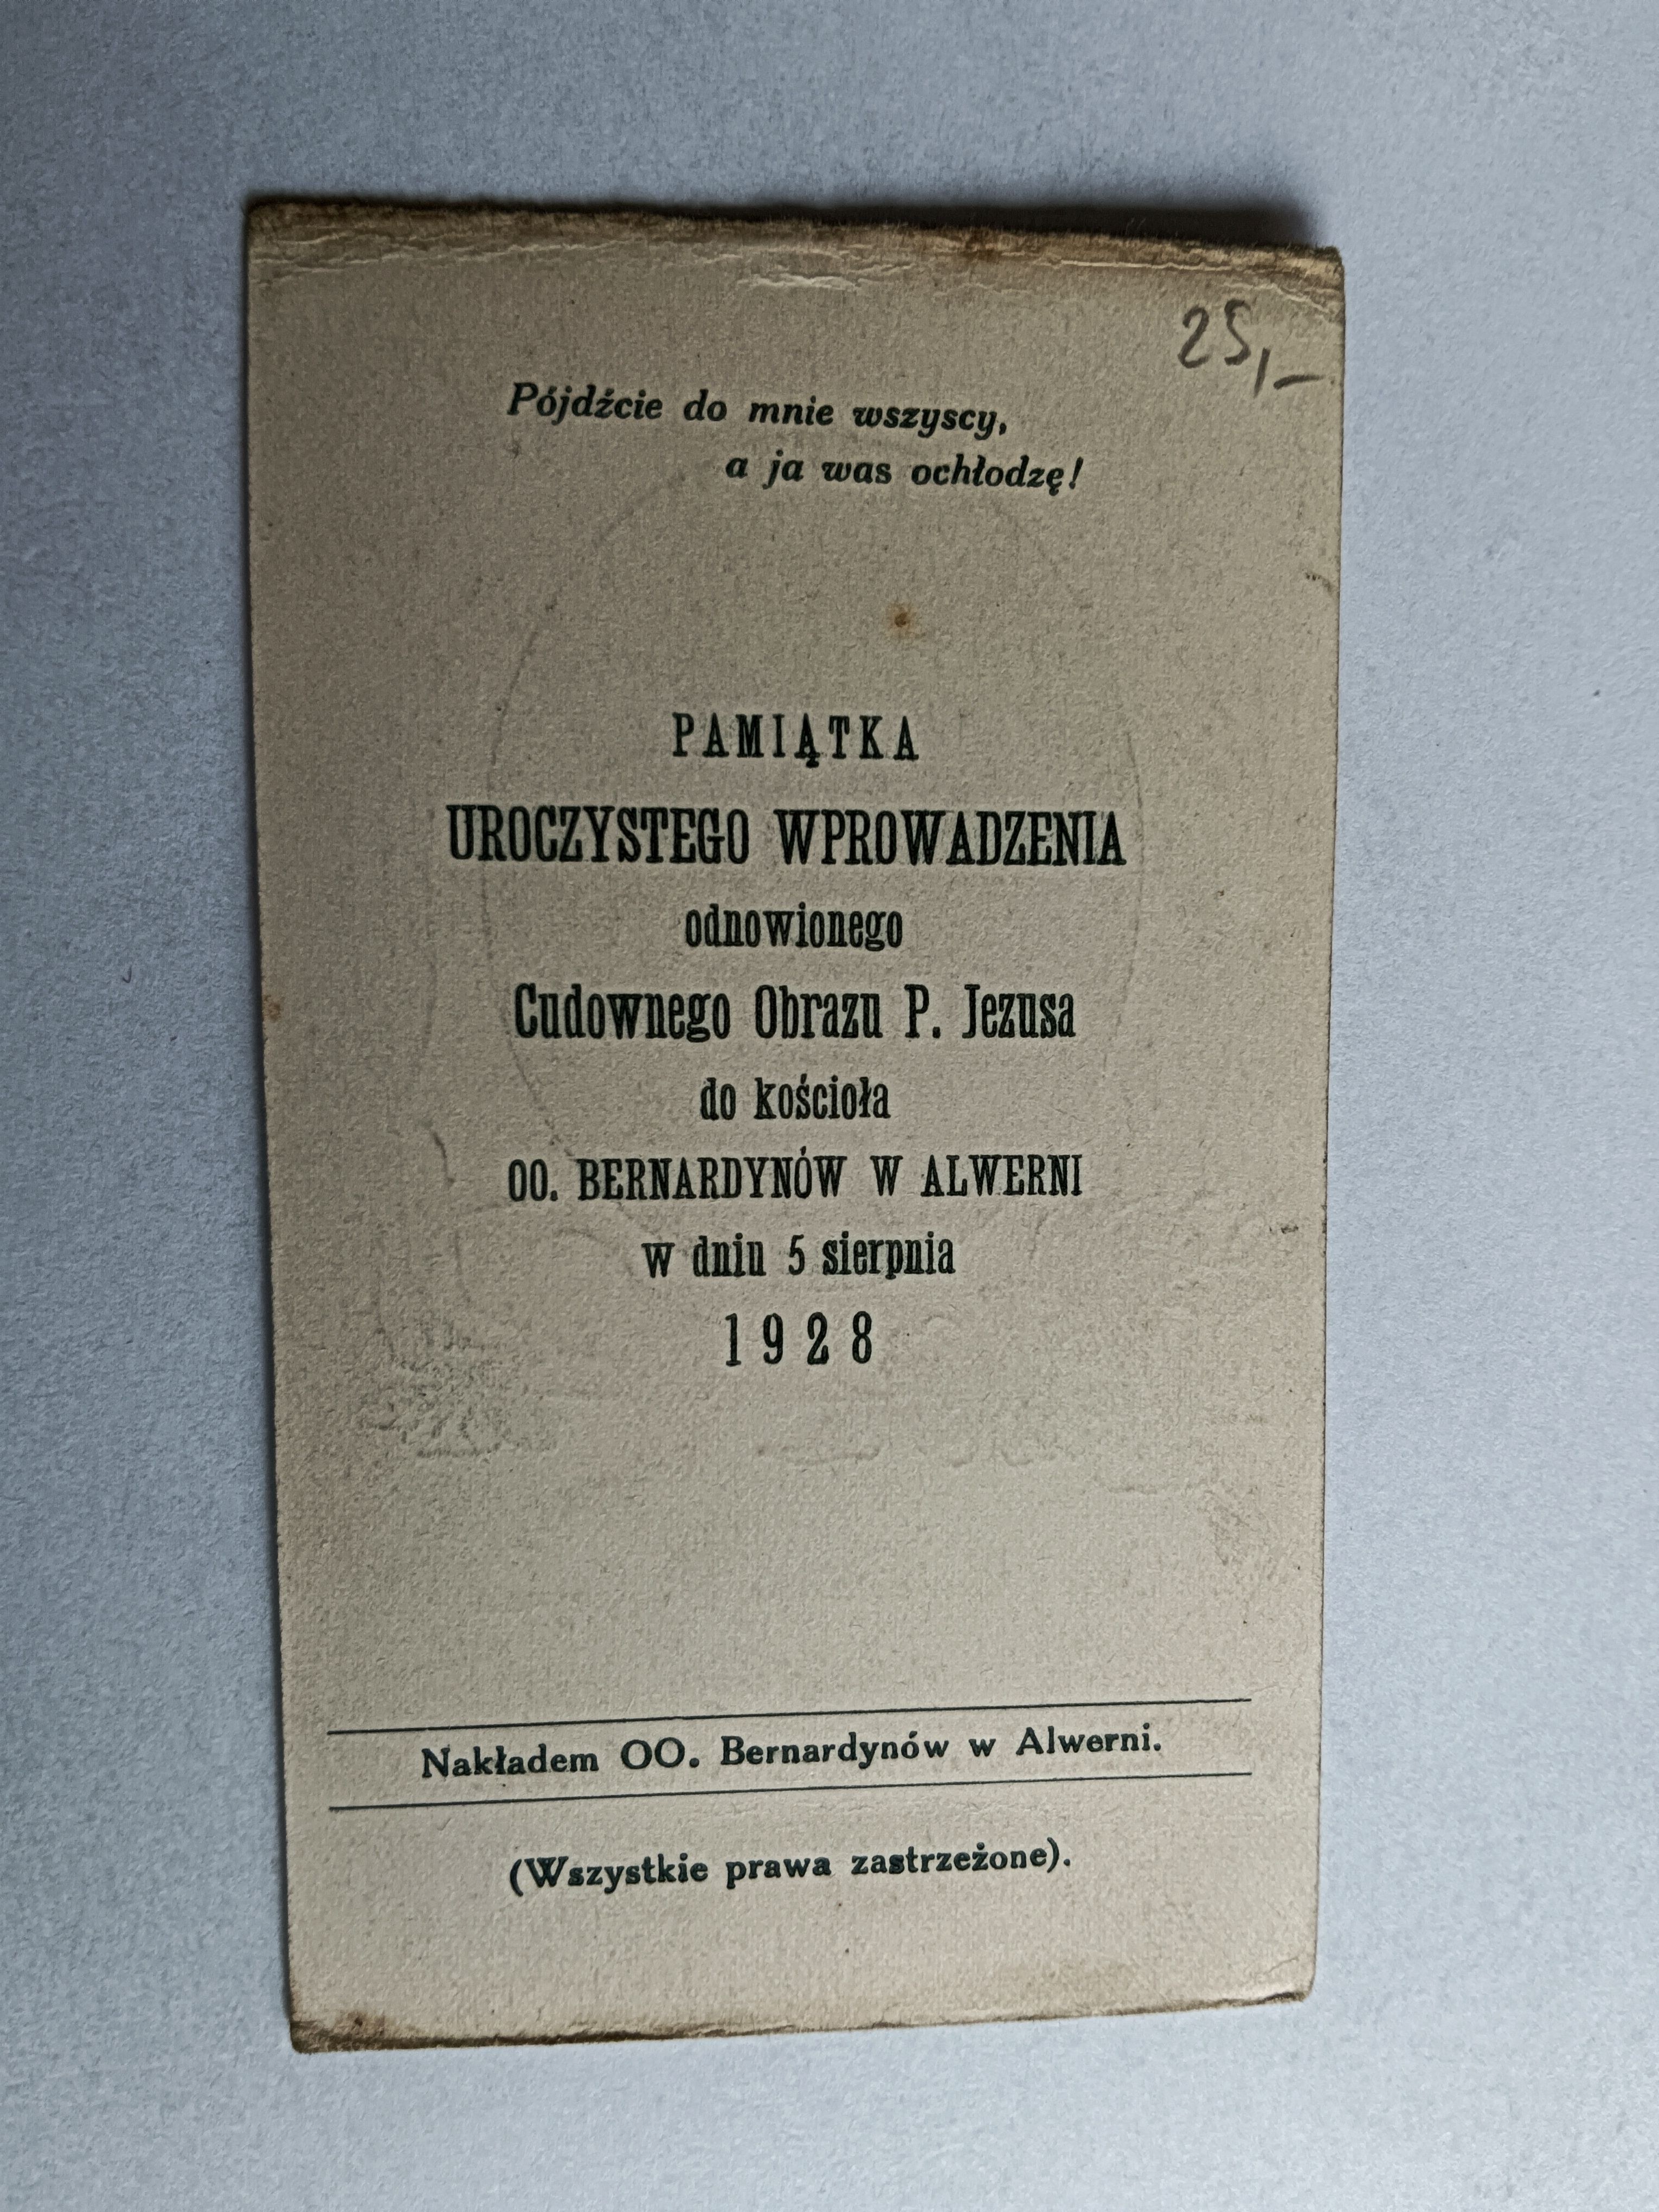 25,–
Pójdźcie do mnie wszyscy,
a ja was ochłodzę!
PAMIĄTKA
UROCZYSTEGO WPROWADZENIA
odnowionego
Cudownego Obrazu P. Jezusa
do kościoła
OO. BERNARDYNÓW W ALWERNI
w dniu 5 sierpnia
1928
Nakładem OO. Bernardynów w Alwerni.
(Wszystkie prawa zastrzeżone).